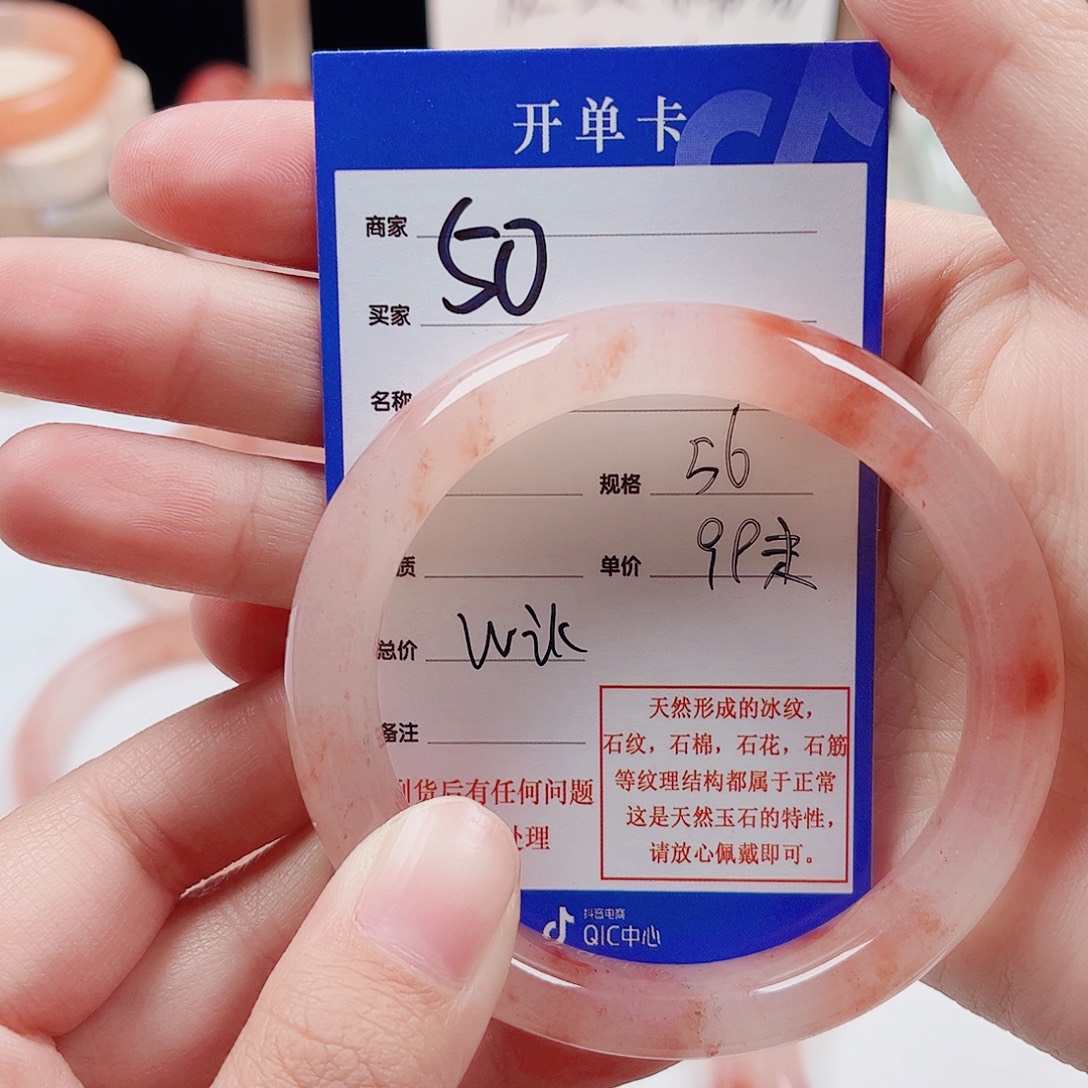 开单卡
商家 50
买家
名称
规格 56
质 单价
总价
备注
到货后有任何问题
处理
天然形成的冰纹，
石纹，石棉，石花，石筋
等纹理结构都属于正常
这是天然玉石的特性，
请放心佩戴即可。
抖音电商
QIC中心